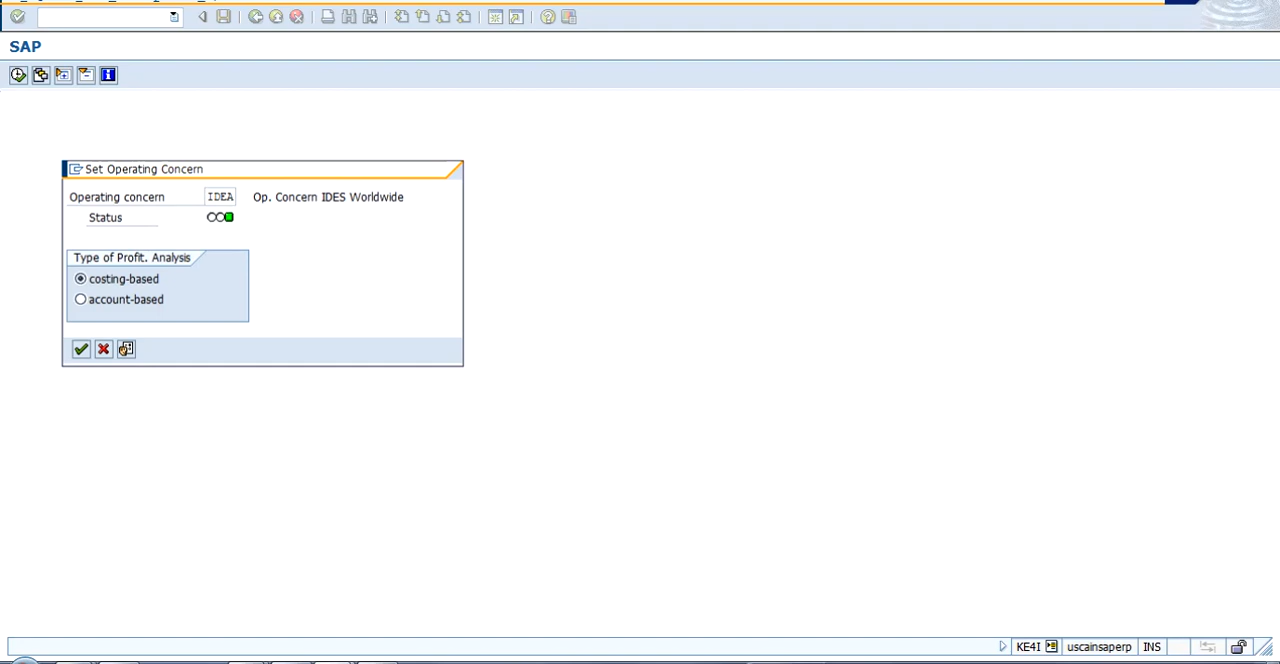 SAP
Set Operating Concern
Operating concern IDEA Op. Concern IDES Worldwide
Status
Type of Profit. Analysis
costing-based
account-based
KE4I uscainsaperp INS